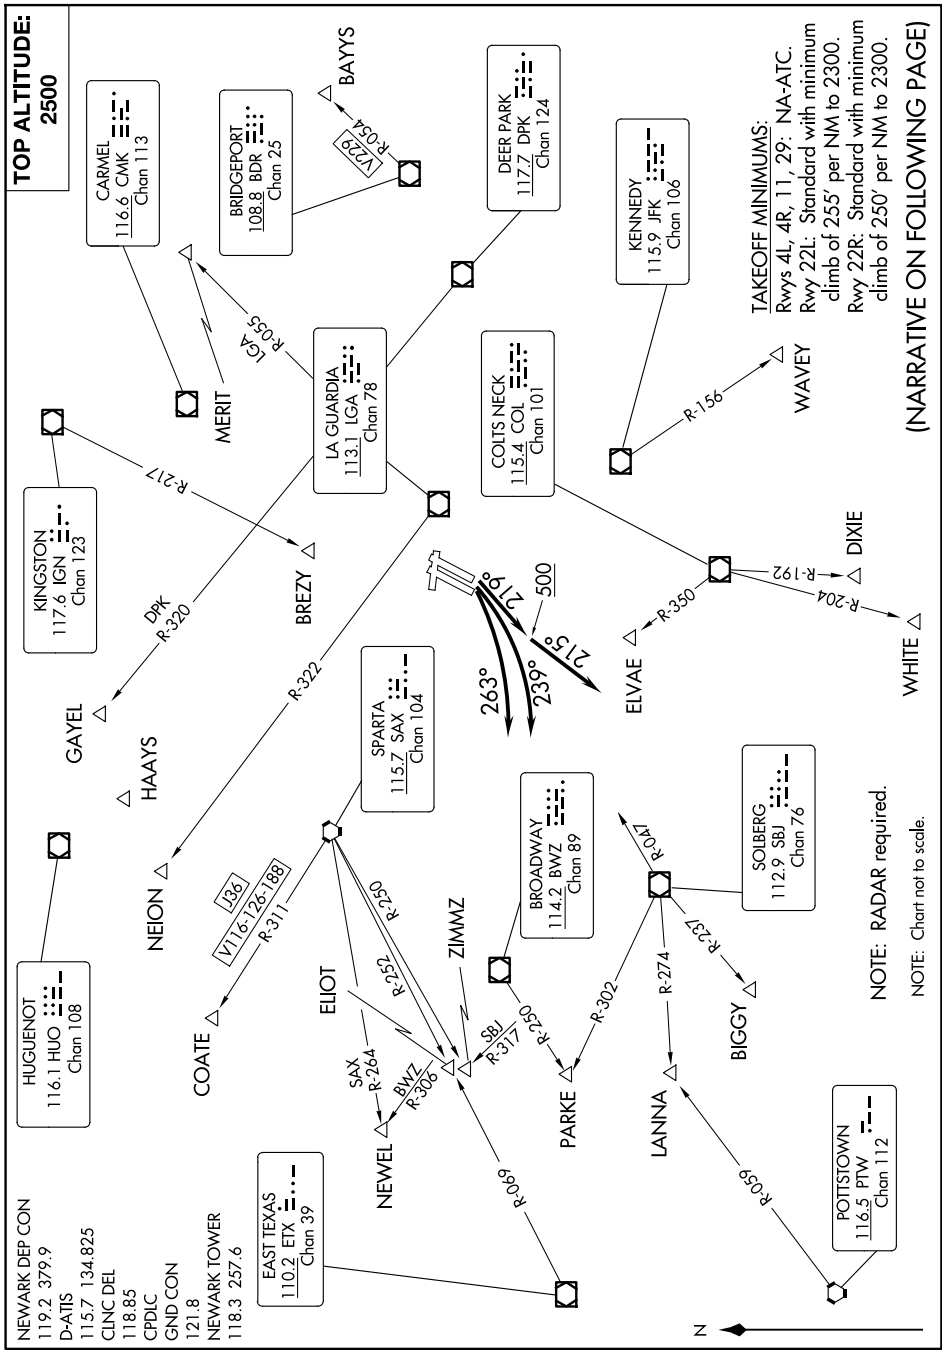 NEWARK DEP CON
119.2 379.9
D-ATIS
115.7 134.825
CLNC DEL
118.85
CPDLC
GND CON
121.8
NEWARK TOWER
118.3 257.6
TOP ALTITUDE:
2500
HUGUENOT
116.1 HUO
Chan 108
HAAYS
GAYEL
DPK
R-320
KINGSTON
117.6 IGN
Chan 123
R-217
BREZY
CARMEL
116.6 CMK
Chan 113
MERIT
LGA
R-055
BRIDGEPORT
108.8 BDR
Chan 25
V229
R-054
BAYYS
NEION
R-322
LA GUARDIA
113.1 LGA
Chan 78
DEER PARK
117.7 DPK
Chan 124
COATE
J36
V116-126-188
R-311
SPARTA
115.7 SAX
Chan 104
ELIOT
SAX
R-264
R-252
R-250
ZIMMZ
NEWEL
BWZ
R-306
SBJ
R-317
EAST TEXAS
110.2 ETX
Chan 39
R-069
BROADWAY
114.2 BWZ
Chan 89
R-250
PARKE
263°
239°
219°
500
215°
COLTS NECK
115.4 COL
Chan 101
KENNEDY
115.9 JFK
Chan 106
R-156
WAVEY
ELVAE
R-350
R-192
DIXIE
R-204
WHITE
SOLBERG
112.9 SBJ
Chan 76
R-047
R-302
R-274
R-237
LANNA
BIGGY
R-059
POTTSTOWN
116.5 PTW
Chan 112
N
NOTE: RADAR required.
NOTE: Chart not to scale.
TAKEOFF MINIMUMS:
Rwys 4L, 4R, 11, 29: NA-ATC.
Rwy 22L: Standard with minimum
climb of 255' per NM to 2300.
Rwy 22R: Standard with minimum
climb of 250' per NM to 2300.
(NARRATIVE ON FOLLOWING PAGE)